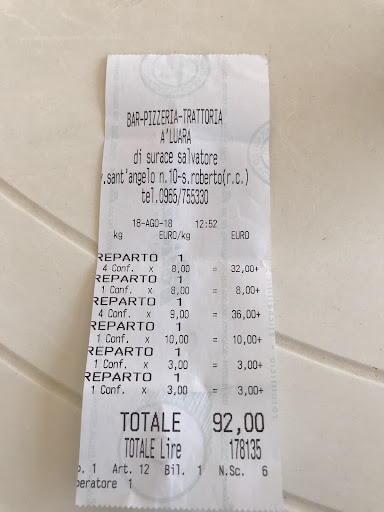 BAR-PIZZERIA-TRATTORIA
A'LUARA
di surace salvatore
.sant'angelo n.10-s.roberto(r.c.)
tel.0965/755330
18-AGO-18 12:52
kg EURO/kg EURO
REPARTO 1
4 Conf. x 8,00 = 32,00+
REPARTO 1
1 Conf. x 8,00 = 8,00+
REPARTO 1
4 Conf. x 9,00 = 36,00+
REPARTO 1
1 Conf. x 10,00 = 10,00+
REPARTO 1
1 Conf. x 3,00 = 3,00+
REPARTO 1
1 Conf. x 3,00 = 3,00+
TOTALE 92,00
TOTALE Lire 178135
. 1 Art. 12 Bil. 1 N.Sc. 6
peratore 1